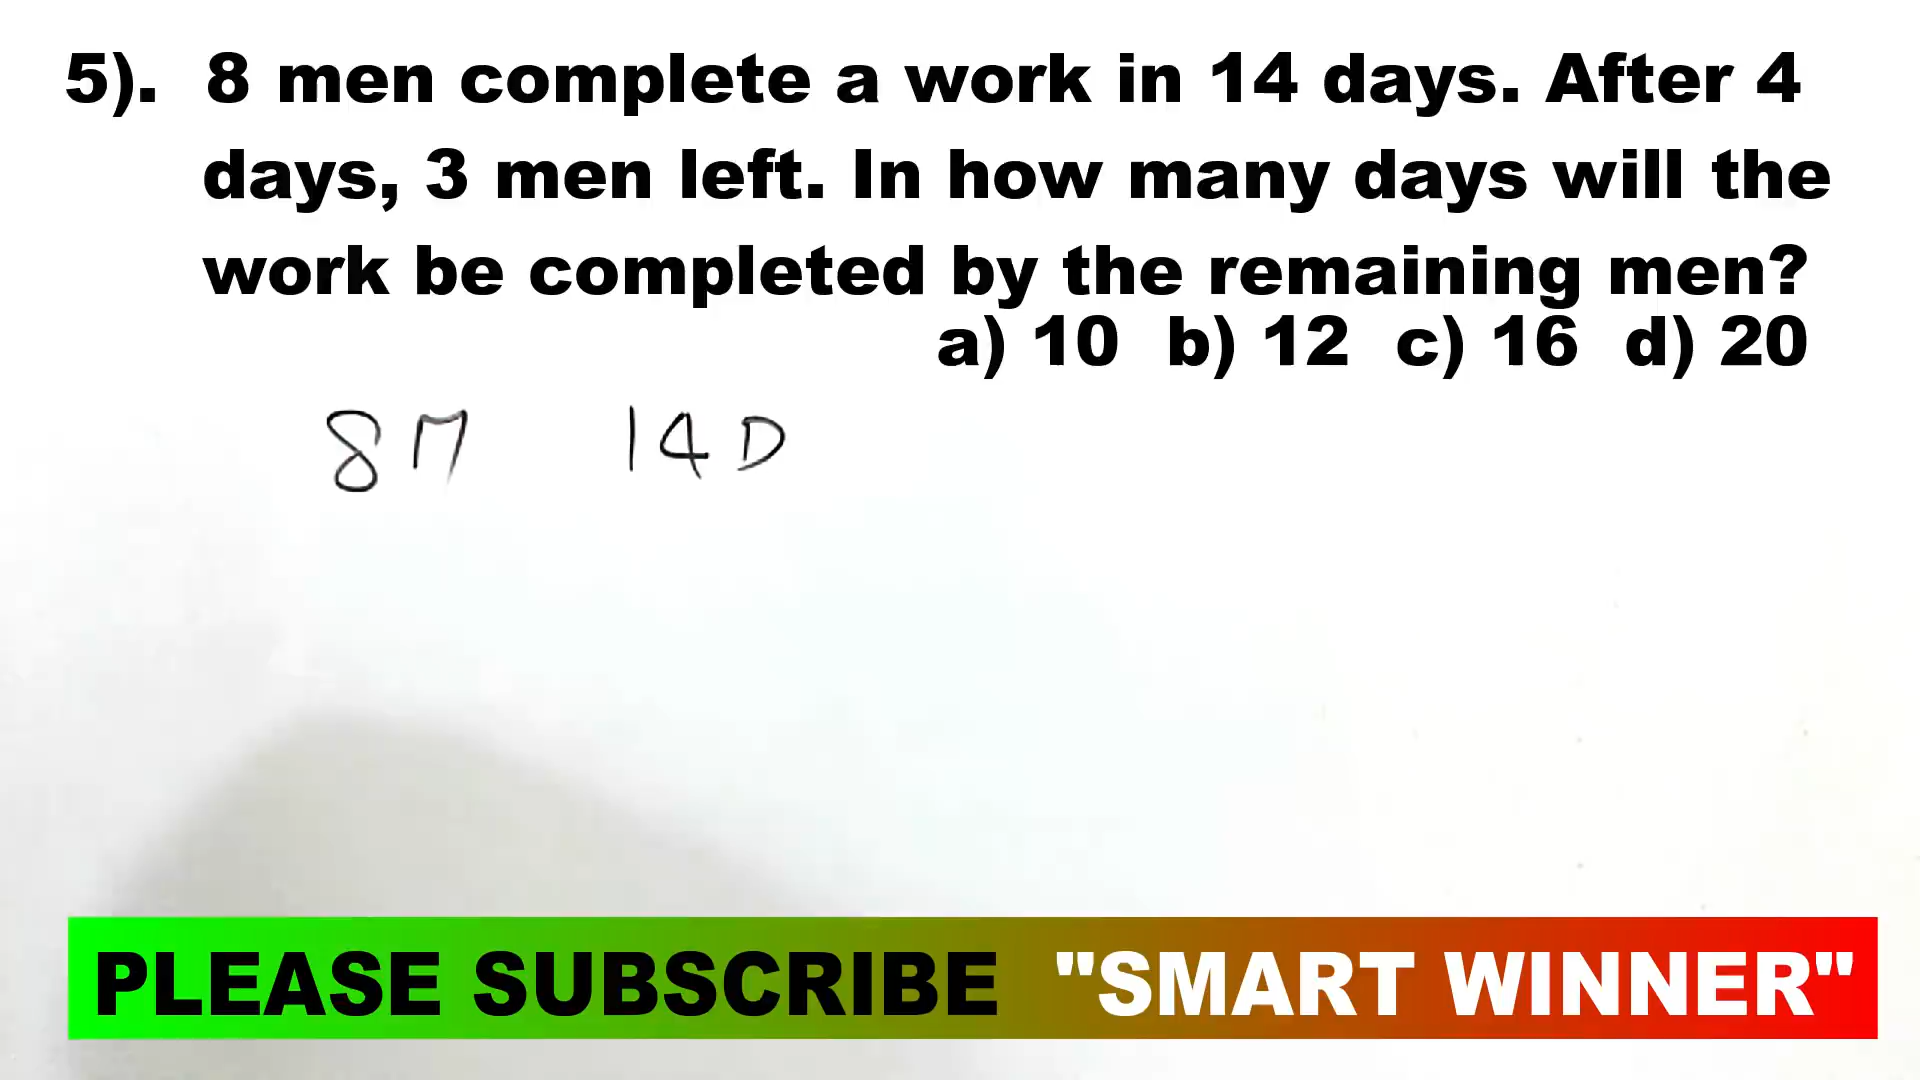 5). 8 men complete a work in 14 days. After 4
days, 3 men left. In how many days will the
work be completed by the remaining men?
a) 10 b) 12 c) 16 d) 20
8M 14D
PLEASE SUBSCRIBE "SMART WINNER"